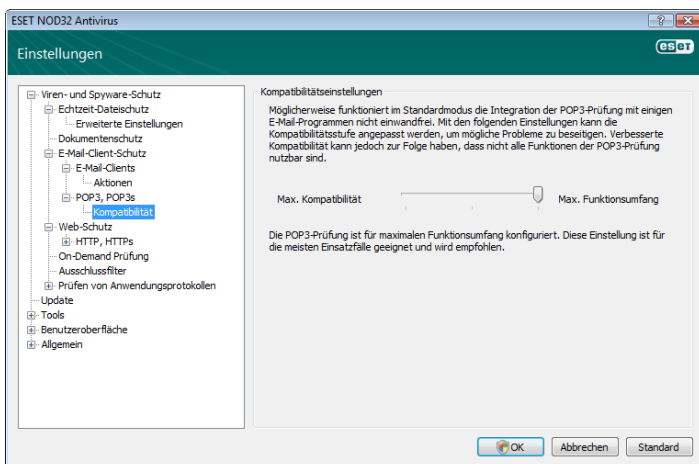 ESET NOD32 Antivirus
Einstellungen
eset
Viren- und Spyware-Schutz
Echtzeit-Dateischutz
Erweiterte Einstellungen
Dokumentenschutz
E-Mail-Client-Schutz
E-Mail-Clients
Aktionen
POP3, POP3s
Kompatibilität
Web-Schutz
HTTP, HTTPs
On-Demand Prüfung
Ausschlussfilter
Prüfen von Anwendungsprotokollen
Update
Tools
Benutzeroberfläche
Allgemein
Kompatibilitätseinstellungen
Möglicherweise funktioniert im Standardmodus die Integration der POP3-Prüfung mit einigen
E-Mail-Programmen nicht einwandfrei. Mit den folgenden Einstellungen kann die
Kompatibilitätsstufe angepasst werden, um mögliche Probleme zu beseitigen. Verbesserte
Kompatibilität kann jedoch zur Folge haben, dass nicht alle Funktionen der POP3-Prüfung
nutzbar sind.
Max. Kompatibilität
Max. Funktionsumfang
Die POP3-Prüfung ist für maximalen Funktionsumfang konfiguriert. Diese Einstellung ist für
die meisten Einsatzfälle geeignet und wird empfohlen.
OK
Abbrechen
Standard